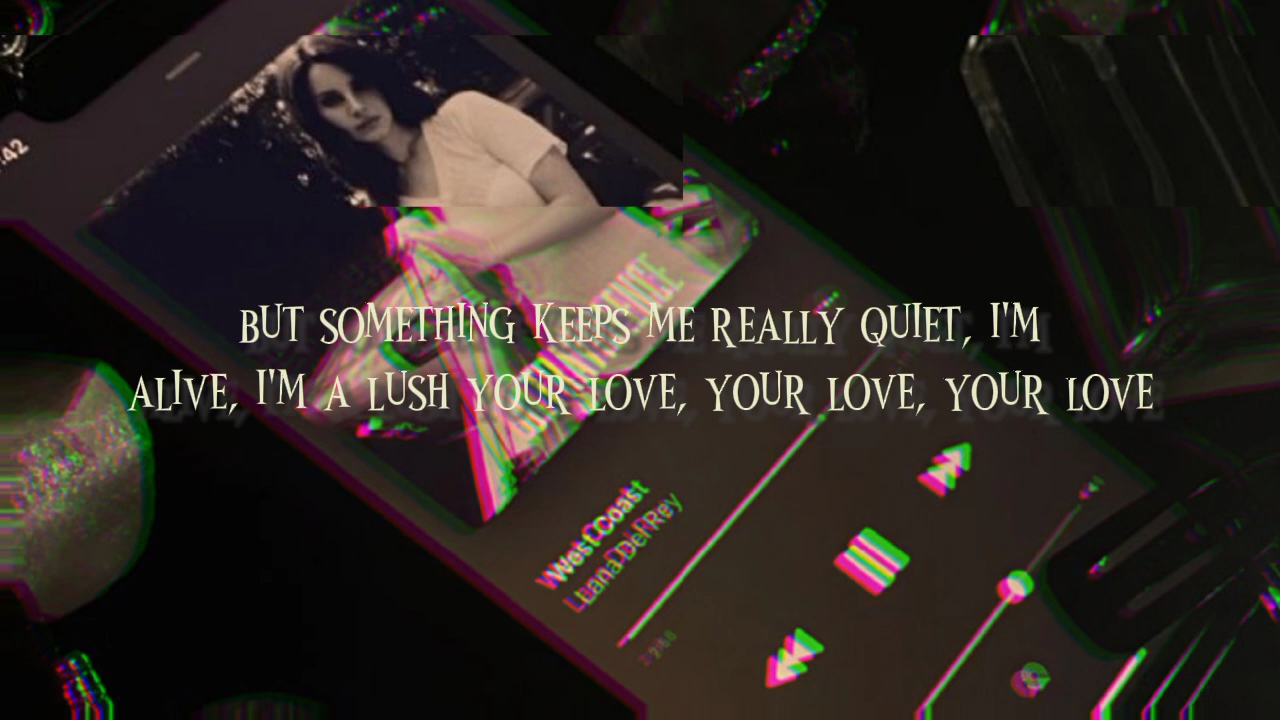 :42
BUT SOMETHING KEEPS ME REALLY QUIET, I'M
ALIVE, I'M A LUSH YOUR LOVE, YOUR LOVE, YOUR LOVE
West Coast
Lana Del Rey